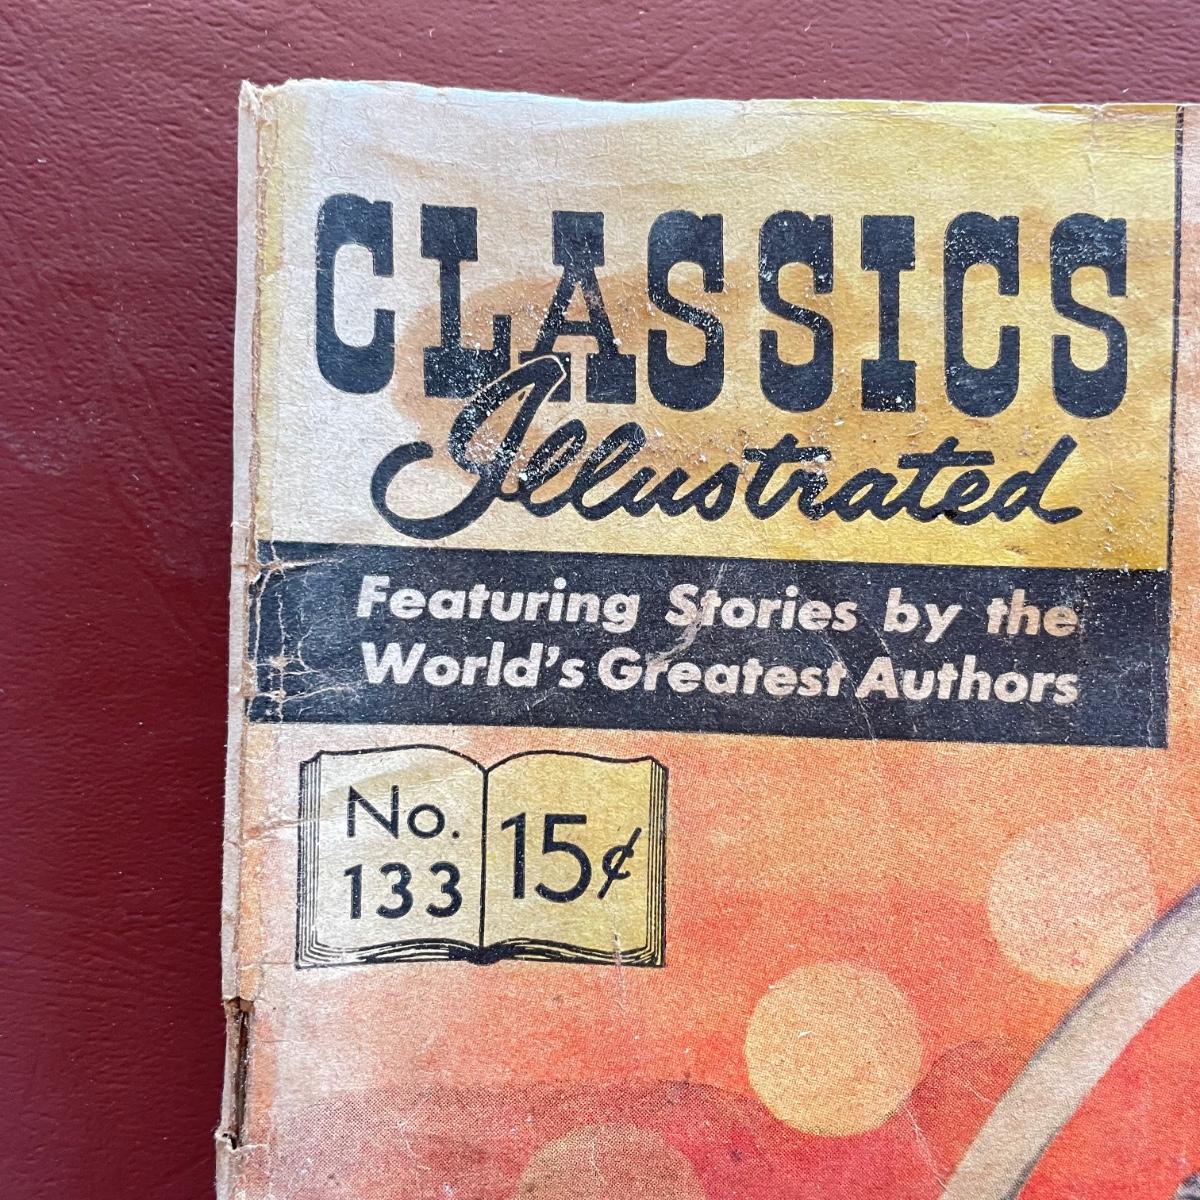 CLASSICS
Illustrated
Featuring Stories by the
World's Greatest Authors
No.
133
15¢